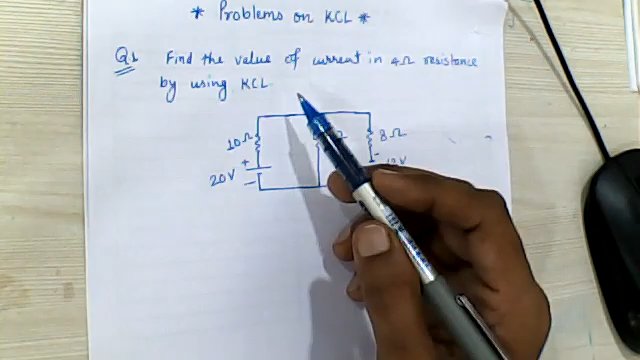 * Problems on KCL *
Q1 Find the value of current in 4Ω resistance
by using KCL
10Ω
Ω
8Ω
+
-
20V
-